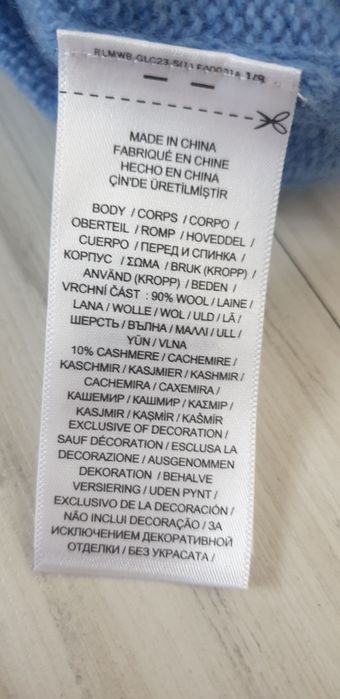 MADE IN CHINA
FABRIQUÉ EN CHINE
HECHO EN CHINA
ÇİN'DE ÜRETİLMİŞTİR
BODY / CORPS / CORPO /
OBERTEIL / ROMP / HOVEDDEL /
CUERPO / ПЕРЕД И СПИНКА /
КОРПУС / ΣΩΜΑ / BRUK (KROPP) /
ANVÄND (KROPP) / BEDEN /
VRCHNÍ ČÁST : 90% WOOL / LAINE /
LANA / WOLLE / WOL / ULD / LÃ /
ШЕРСТЬ / ВЪЛНА / ΜΑΛΛΙ / ULL /
YÜN / VLNA
10% CASHMERE / CACHEMIRE /
KASCHMIR / KASJMIER / KASHMIR /
CACHEMIRA / CAXEMIRA /
КАШЕМИР / КАШМИР / ΚΑΣΜΙΡ /
KASJMIR / KAŞMİR / KAŠMÍR
EXCLUSIVE OF DECORATION /
SAUF DÉCORATION / ESCLUSA LA
DECORAZIONE / AUSGENOMMEN
DEKORATION / BEHALVE
VERSIERING / UDEN PYNT /
EXCLUSIVO DE LA DECORACIÓN /
NÃO INCLUI DECORAÇÃO / ЗА
ИСКЛЮЧЕНИЕМ ДЕКОРАТИВНОЙ
ОТДЕЛКИ / БЕЗ УКРАСАТА /